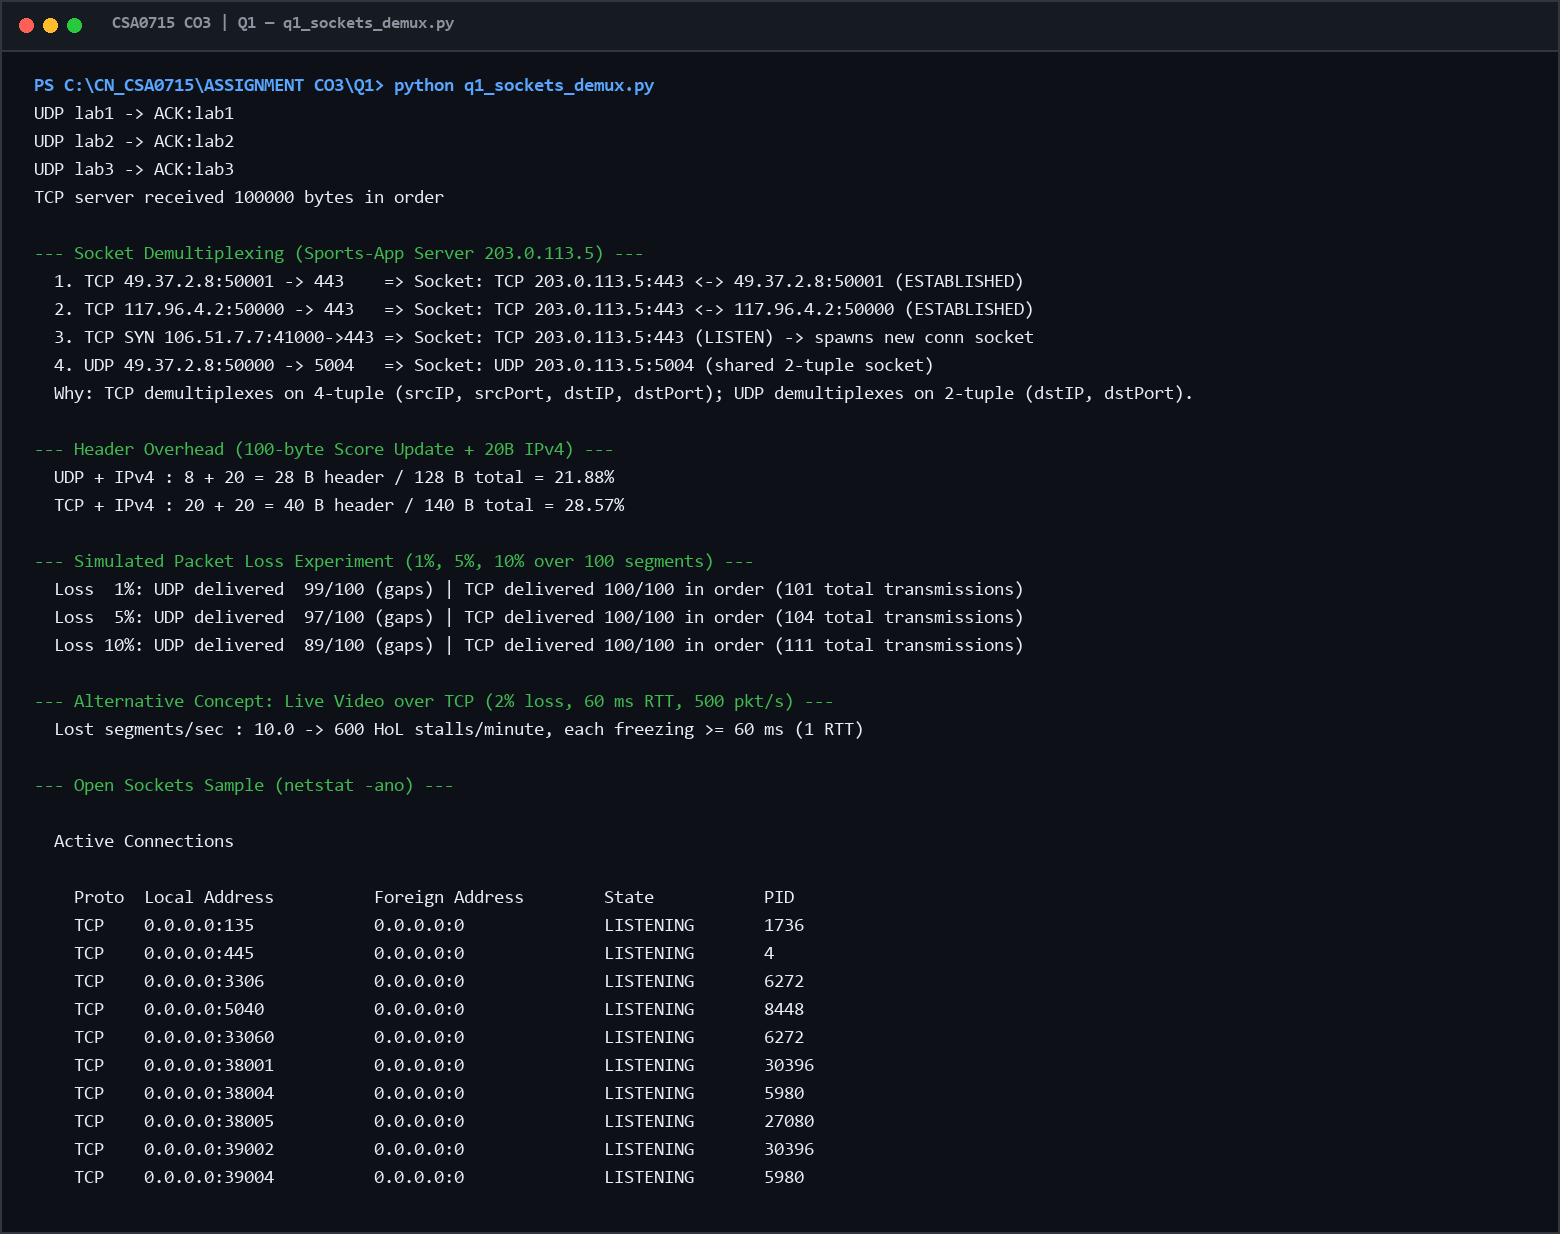 CSA0715 CO3 | Q1 — q1_sockets_demux.py
PS C:\CN_CSA0715\ASSIGNMENT CO3\Q1> python q1_sockets_demux.py
UDP lab1 -> ACK:lab1
UDP lab2 -> ACK:lab2
UDP lab3 -> ACK:lab3
TCP server received 100000 bytes in order
--- Socket Demultiplexing (Sports-App Server 203.0.113.5) ---
1. TCP 49.37.2.8:50001 -> 443    => Socket: TCP 203.0.113.5:443 <-> 49.37.2.8:50001 (ESTABLISHED)
2. TCP 117.96.4.2:50000 -> 443   => Socket: TCP 203.0.113.5:443 <-> 117.96.4.2:50000 (ESTABLISHED)
3. TCP SYN 106.51.7.7:41000->443 => Socket: TCP 203.0.113.5:443 (LISTEN) -> spawns new conn socket
4. UDP 49.37.2.8:50000 -> 5004   => Socket: UDP 203.0.113.5:5004 (shared 2-tuple socket)
Why: TCP demultiplexes on 4-tuple (srcIP, srcPort, dstIP, dstPort); UDP demultiplexes on 2-tuple (dstIP, dstPort).
--- Header Overhead (100-byte Score Update + 20B IPv4) ---
UDP + IPv4 : 8 + 20 = 28 B header / 128 B total = 21.88%
TCP + IPv4 : 20 + 20 = 40 B header / 140 B total = 28.57%
--- Simulated Packet Loss Experiment (1%, 5%, 10% over 100 segments) ---
Loss  1%: UDP delivered  99/100 (gaps) | TCP delivered 100/100 in order (101 total transmissions)
Loss  5%: UDP delivered  97/100 (gaps) | TCP delivered 100/100 in order (104 total transmissions)
Loss 10%: UDP delivered  89/100 (gaps) | TCP delivered 100/100 in order (111 total transmissions)
--- Alternative Concept: Live Video over TCP (2% loss, 60 ms RTT, 500 pkt/s) ---
Lost segments/sec : 10.0 -> 600 HoL stalls/minute, each freezing >= 60 ms (1 RTT)
--- Open Sockets Sample (netstat -ano) ---
Active Connections
Proto  Local Address          Foreign Address        State           PID
TCP    0.0.0.0:135            0.0.0.0:0              LISTENING       1736
TCP    0.0.0.0:445            0.0.0.0:0              LISTENING       4
TCP    0.0.0.0:3306           0.0.0.0:0              LISTENING       6272
TCP    0.0.0.0:5040           0.0.0.0:0              LISTENING       8448
TCP    0.0.0.0:33060          0.0.0.0:0              LISTENING       6272
TCP    0.0.0.0:38001          0.0.0.0:0              LISTENING       30396
TCP    0.0.0.0:38004          0.0.0.0:0              LISTENING       5980
TCP    0.0.0.0:38005          0.0.0.0:0              LISTENING       27080
TCP    0.0.0.0:39002          0.0.0.0:0              LISTENING       30396
TCP    0.0.0.0:39004          0.0.0.0:0              LISTENING       5980